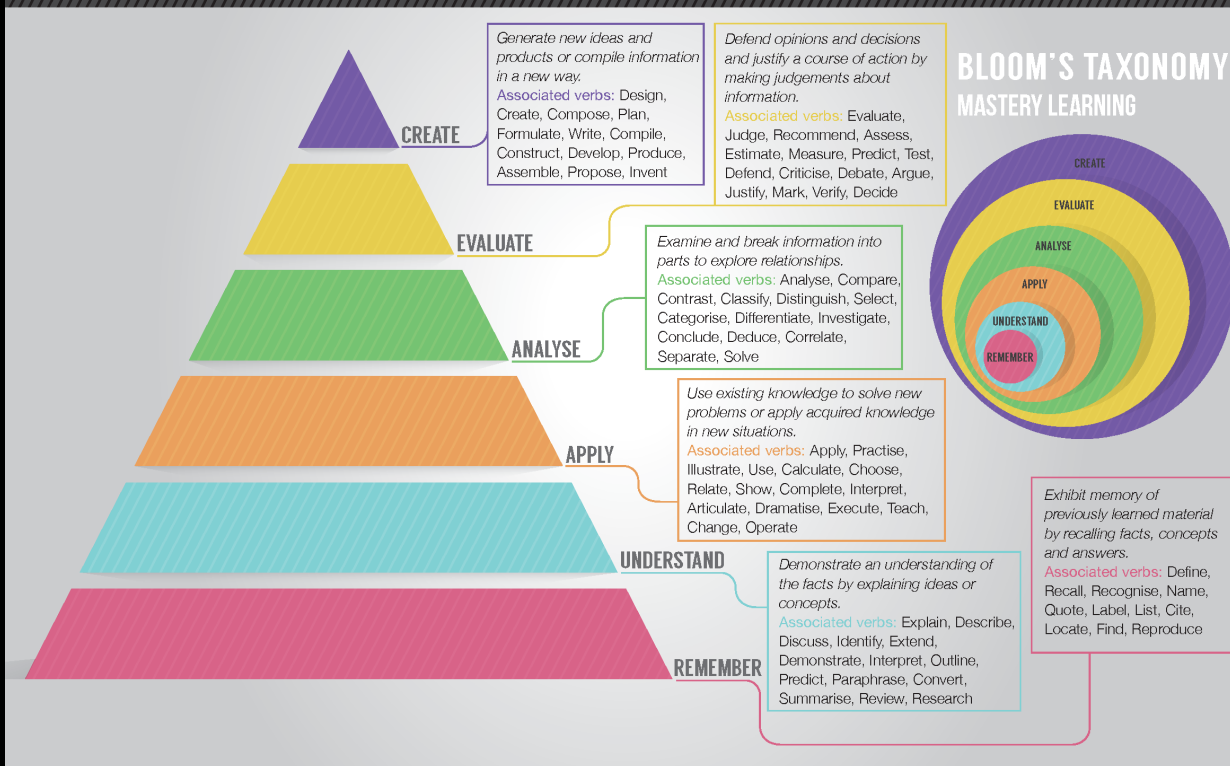 BLOOM'S TAXONOMY
MASTERY LEARNING
CREATE
Generate new ideas and
products or compile information
in a new way.
Associated verbs: Design,
Create, Compose, Plan,
Formulate, Write, Compile,
Construct, Develop, Produce,
Assemble, Propose, Invent
EVALUATE
Defend opinions and decisions
and justify a course of action by
making judgements about
information.
Associated verbs: Evaluate,
Judge, Recommend, Assess,
Estimate, Measure, Predict, Test,
Defend, Criticise, Debate, Argue,
Justify, Mark, Verify, Decide
ANALYSE
Examine and break information into
parts to explore relationships.
Associated verbs: Analyse, Compare,
Contrast, Classify, Distinguish, Select,
Categorise, Differentiate, Investigate,
Conclude, Deduce, Correlate,
Separate, Solve
APPLY
Use existing knowledge to solve new
problems or apply acquired knowledge
in new situations.
Associated verbs: Apply, Practise,
Illustrate, Use, Calculate, Choose,
Relate, Show, Complete, Interpret,
Articulate, Dramatise, Execute, Teach,
Change, Operate
UNDERSTAND
Demonstrate an understanding of
the facts by explaining ideas or
concepts.
Associated verbs: Explain, Describe,
Discuss, Identify, Extend,
Demonstrate, Interpret, Outline,
Predict, Paraphrase, Convert,
Summarise, Review, Research
REMEMBER
Exhibit memory of
previously learned material
by recalling facts, concepts
and answers.
Associated verbs: Define,
Recall, Recognise, Name,
Quote, Label, List, Cite,
Locate, Find, Reproduce
CREATE
EVALUATE
ANALYSE
APPLY
UNDERSTAND
REMEMBER